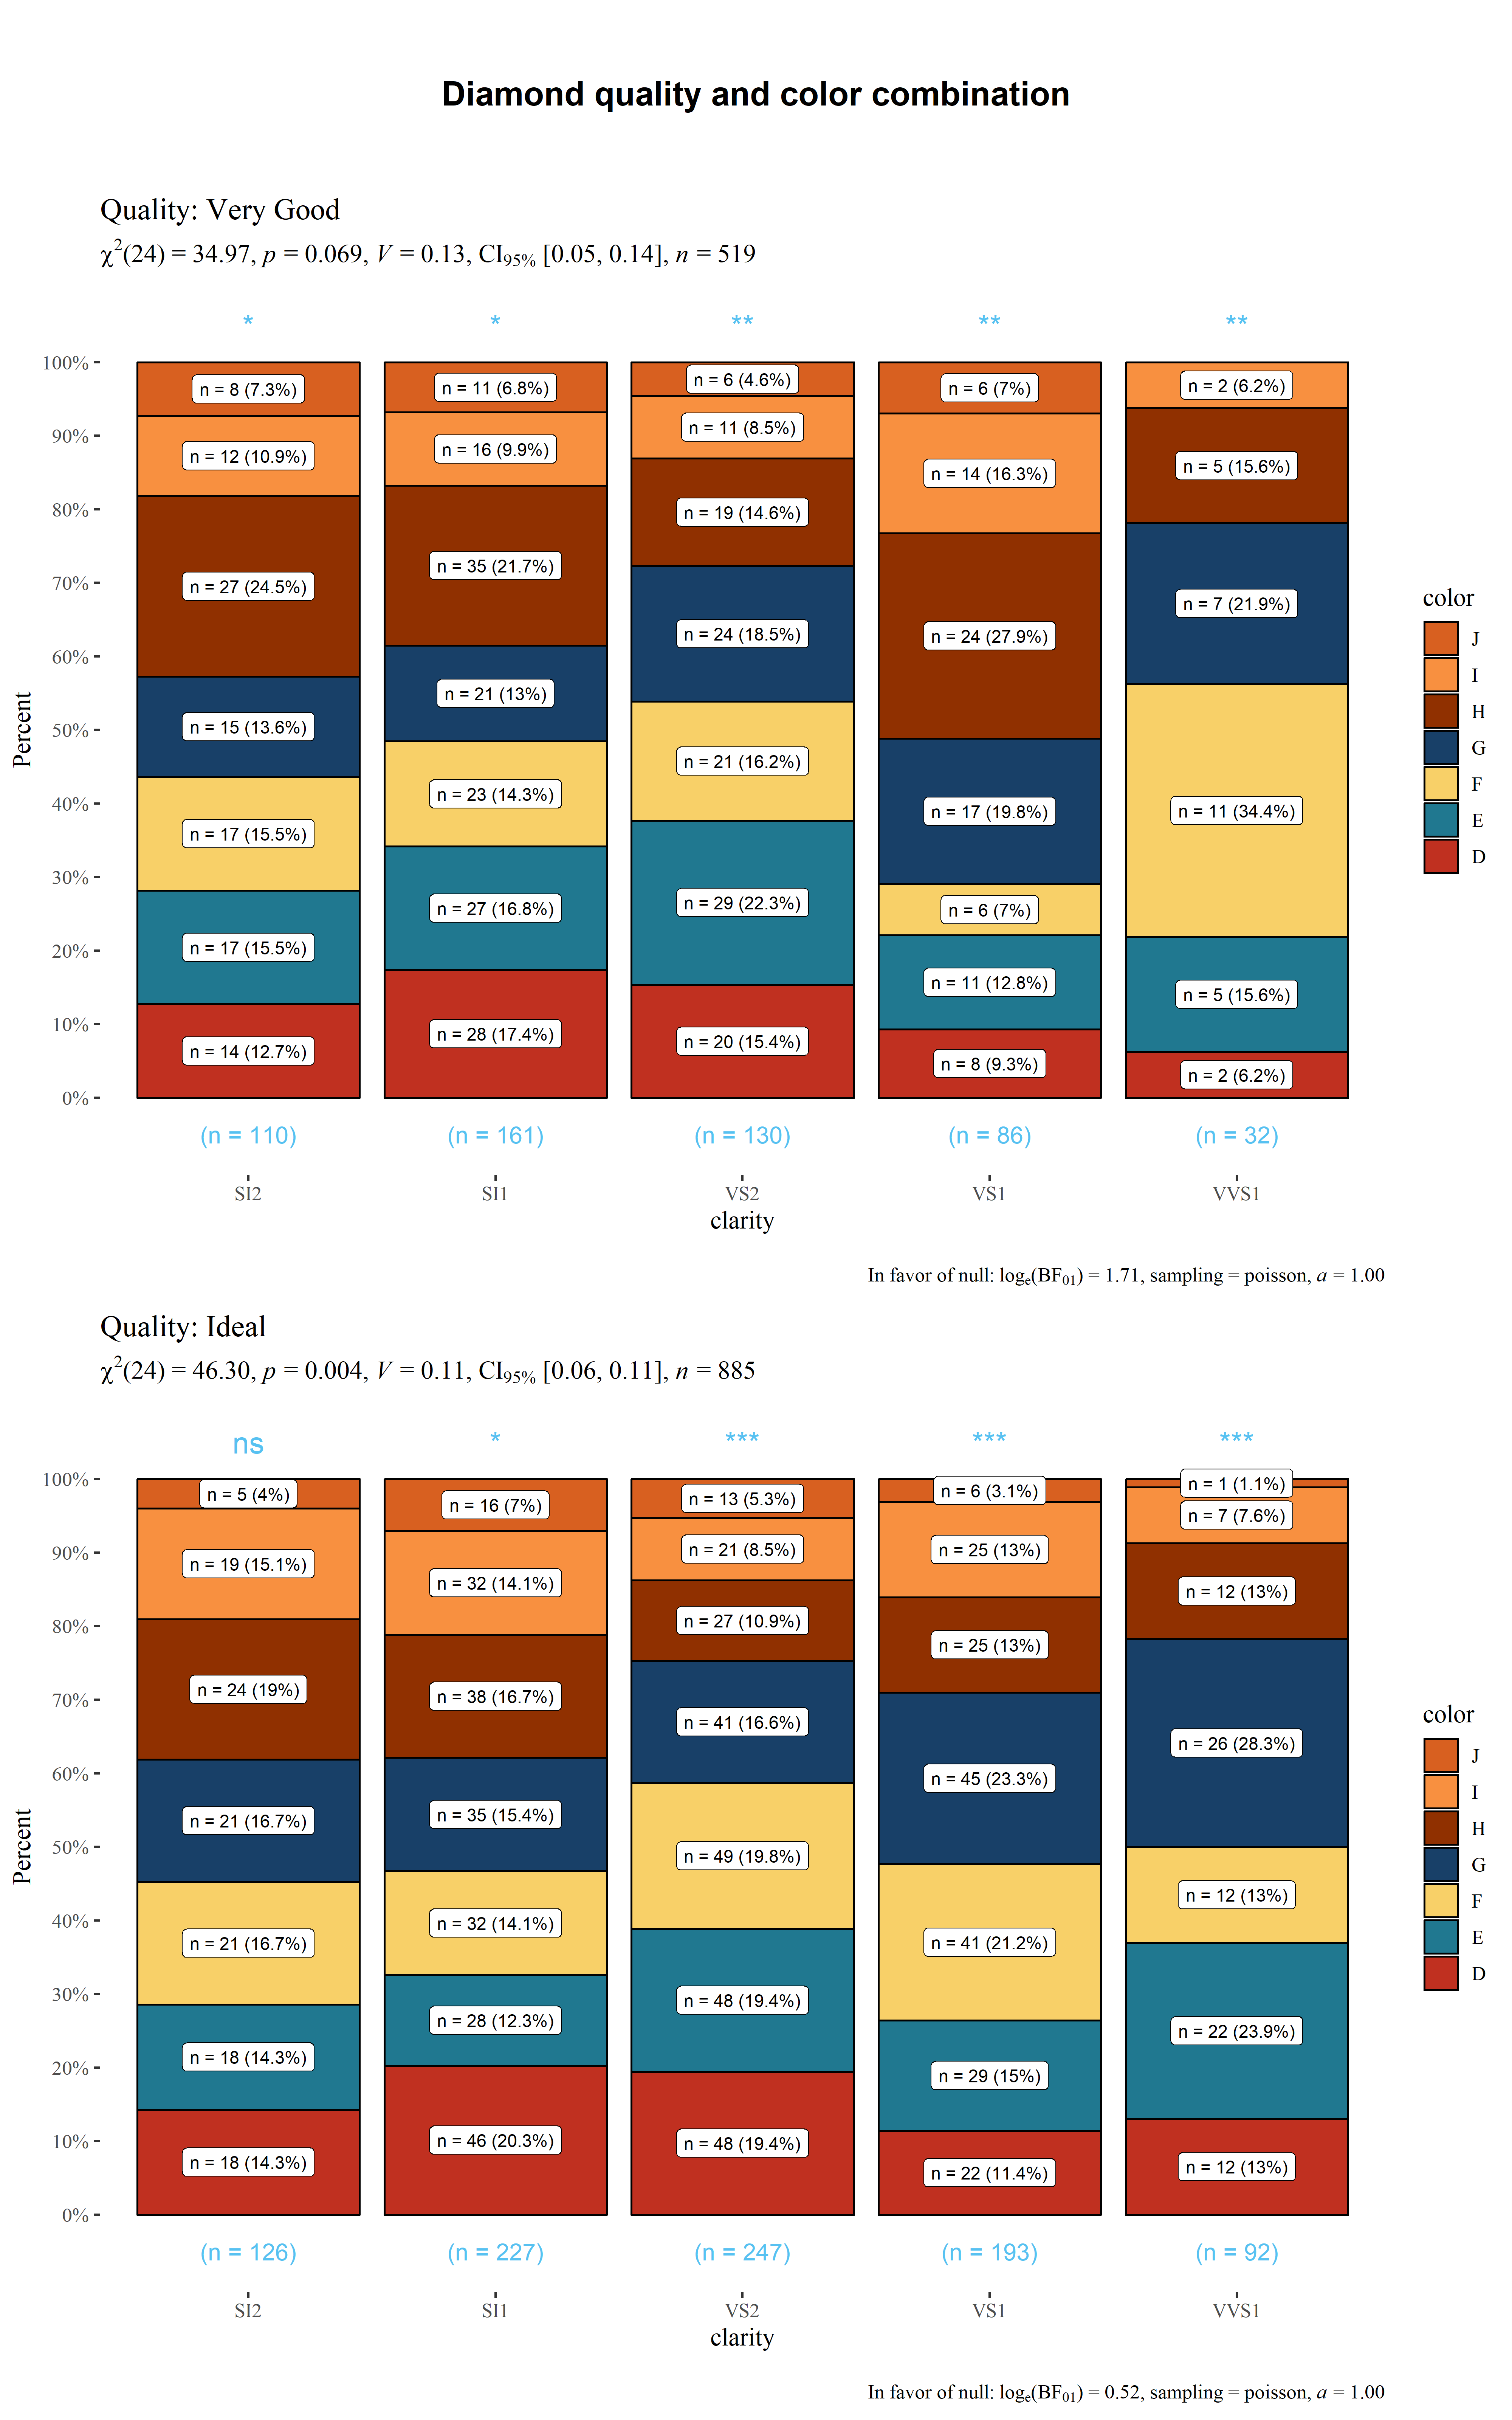 Diamond quality and color combination
Quality: Very Good
χ²(24) = 34.97, p = 0.069, V = 0.13, CI95% [0.05, 0.14], n = 519
* * ** ** **
100%
90%
80%
70%
60%
50%
40%
30%
20%
10%
0%
Percent
n = 8 (7.3%)
n = 12 (10.9%)
n = 27 (24.5%)
n = 15 (13.6%)
n = 17 (15.5%)
n = 17 (15.5%)
n = 14 (12.7%)
n = 11 (6.8%)
n = 16 (9.9%)
n = 35 (21.7%)
n = 21 (13%)
n = 23 (14.3%)
n = 27 (16.8%)
n = 28 (17.4%)
n = 6 (4.6%)
n = 11 (8.5%)
n = 19 (14.6%)
n = 24 (18.5%)
n = 21 (16.2%)
n = 29 (22.3%)
n = 20 (15.4%)
n = 6 (7%)
n = 14 (16.3%)
n = 24 (27.9%)
n = 17 (19.8%)
n = 6 (7%)
n = 11 (12.8%)
n = 8 (9.3%)
n = 2 (6.2%)
n = 5 (15.6%)
n = 7 (21.9%)
n = 11 (34.4%)
n = 5 (15.6%)
n = 2 (6.2%)
(n = 110) (n = 161) (n = 130) (n = 86) (n = 32)
SI2 SI1 VS2 VS1 VVS1
clarity
color
J
I
H
G
F
E
D
In favor of null: loge(BF01) = 1.71, sampling = poisson, a = 1.00
Quality: Ideal
χ²(24) = 46.30, p = 0.004, V = 0.11, CI95% [0.06, 0.11], n = 885
ns * *** *** ***
100%
90%
80%
70%
60%
50%
40%
30%
20%
10%
0%
Percent
n = 5 (4%)
n = 19 (15.1%)
n = 24 (19%)
n = 21 (16.7%)
n = 21 (16.7%)
n = 18 (14.3%)
n = 18 (14.3%)
n = 16 (7%)
n = 32 (14.1%)
n = 38 (16.7%)
n = 35 (15.4%)
n = 32 (14.1%)
n = 28 (12.3%)
n = 46 (20.3%)
n = 13 (5.3%)
n = 21 (8.5%)
n = 27 (10.9%)
n = 41 (16.6%)
n = 49 (19.8%)
n = 48 (19.4%)
n = 48 (19.4%)
n = 6 (3.1%)
n = 25 (13%)
n = 25 (13%)
n = 45 (23.3%)
n = 41 (21.2%)
n = 29 (15%)
n = 22 (11.4%)
n = 1 (1.1%)
n = 7 (7.6%)
n = 12 (13%)
n = 26 (28.3%)
n = 12 (13%)
n = 22 (23.9%)
n = 12 (13%)
(n = 126) (n = 227) (n = 247) (n = 193) (n = 92)
SI2 SI1 VS2 VS1 VVS1
clarity
color
J
I
H
G
F
E
D
In favor of null: loge(BF01) = 0.52, sampling = poisson, a = 1.00